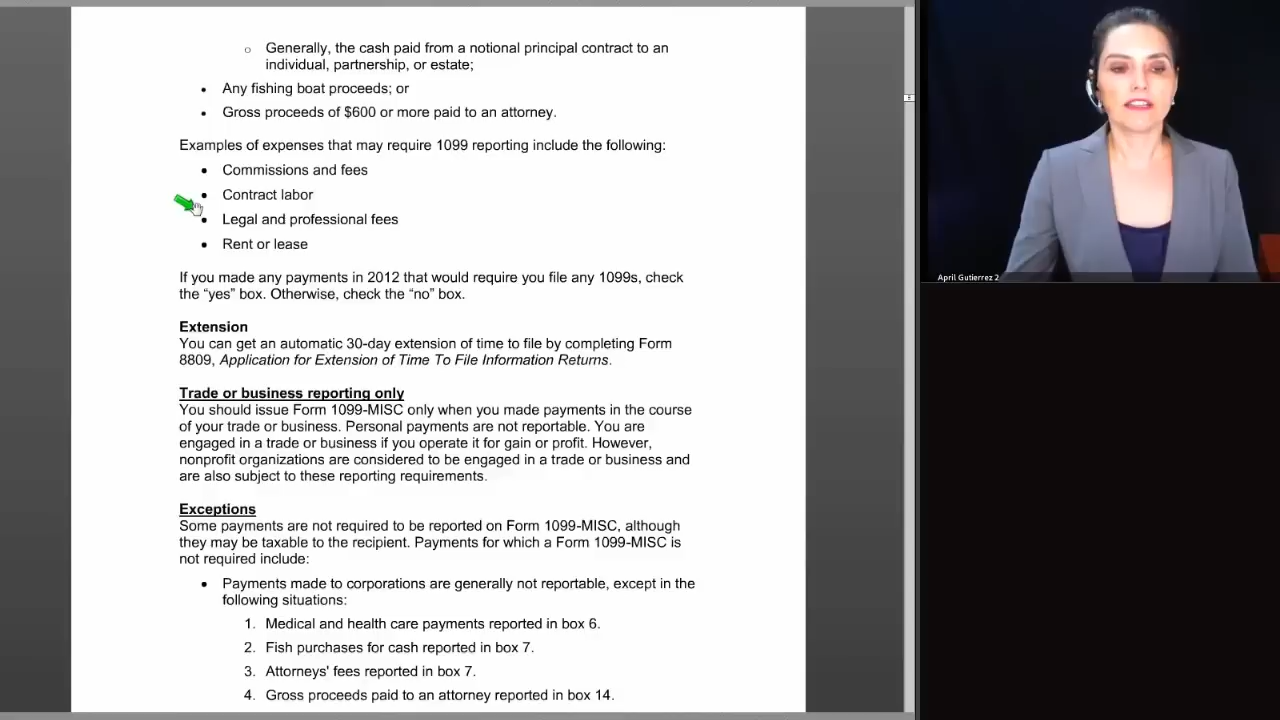 Generally, the cash paid from a notional principal contract to an
individual, partnership, or estate;
Any fishing boat proceeds; or
Gross proceeds of $600 or more paid to an attorney.
Examples of expenses that may require 1099 reporting include the following:
Commissions and fees
Contract labor
Legal and professional fees
Rent or lease
If you made any payments in 2012 that would require you file any 1099s, check
the “yes” box. Otherwise, check the “no” box.
Extension
You can get an automatic 30-day extension of time to file by completing Form
8809, Application for Extension of Time To File Information Returns.
Trade or business reporting only
You should issue Form 1099-MISC only when you made payments in the course
of your trade or business. Personal payments are not reportable. You are
engaged in a trade or business if you operate it for gain or profit. However,
nonprofit organizations are considered to be engaged in a trade or business and
are also subject to these reporting requirements.
Exceptions
Some payments are not required to be reported on Form 1099-MISC, although
they may be taxable to the recipient. Payments for which a Form 1099-MISC is
not required include:
Payments made to corporations are generally not reportable, except in the
following situations:
1. Medical and health care payments reported in box 6.
2. Fish purchases for cash reported in box 7.
3. Attorneys' fees reported in box 7.
4. Gross proceeds paid to an attorney reported in box 14.
April Gutierrez 2